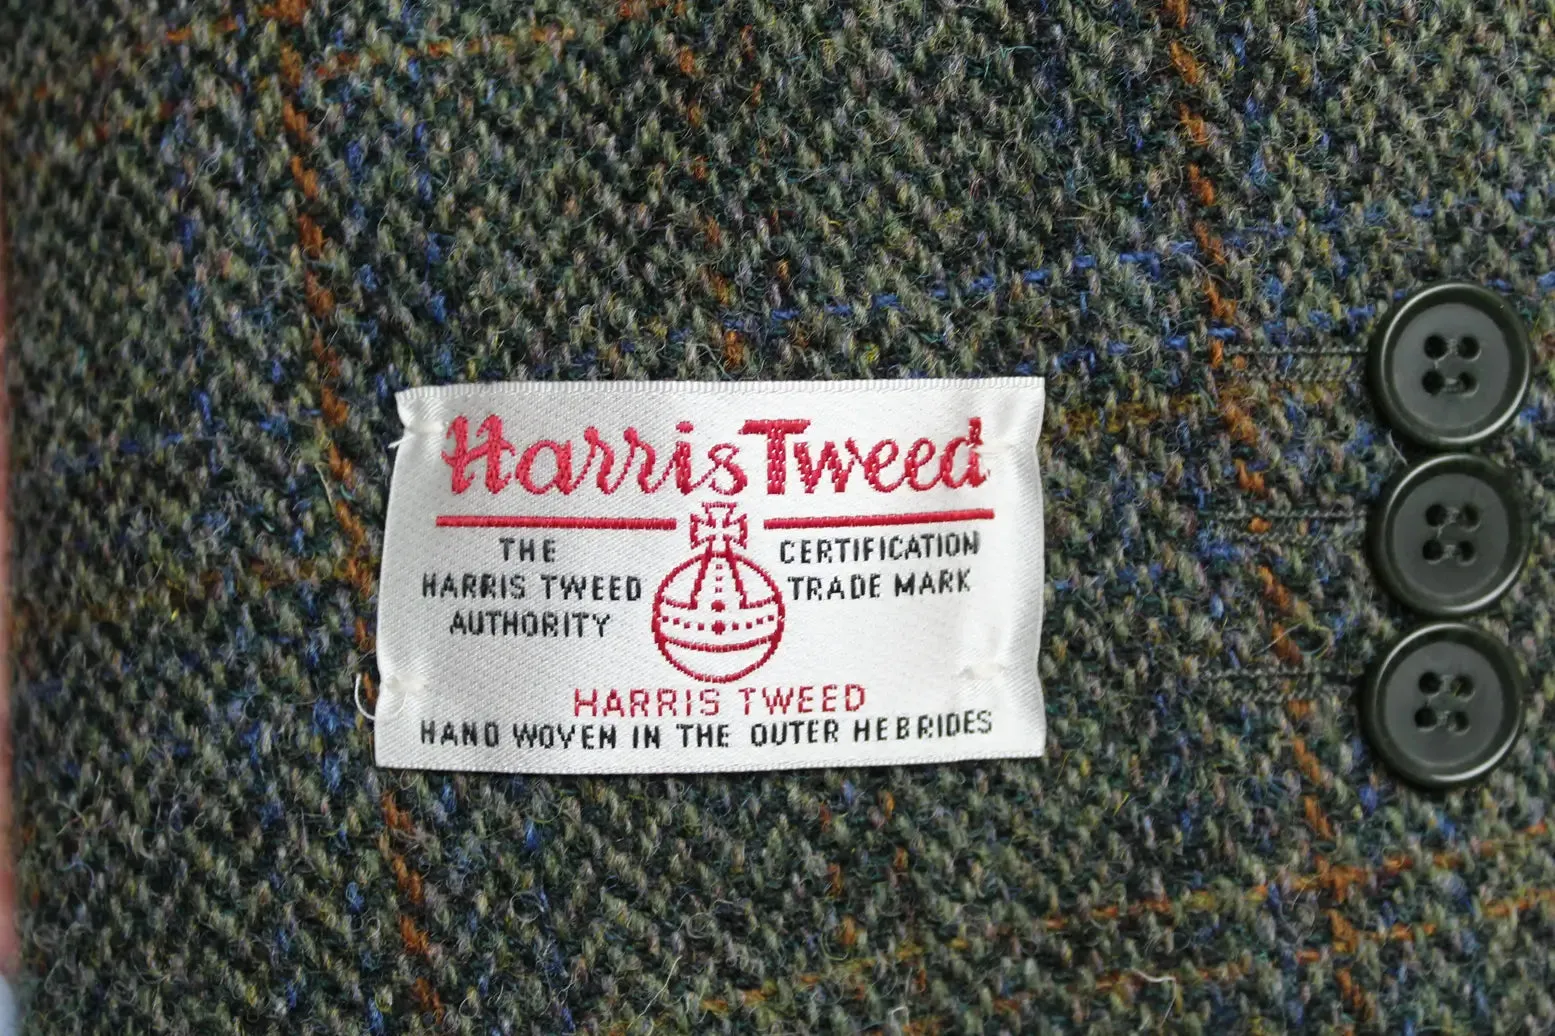 Harris Tweed
THE
HARRIS TWEED
AUTHORITY
CERTIFICATION
TRADE MARK
HARRIS TWEED
HAND WOVEN IN THE OUTER HEBRIDES